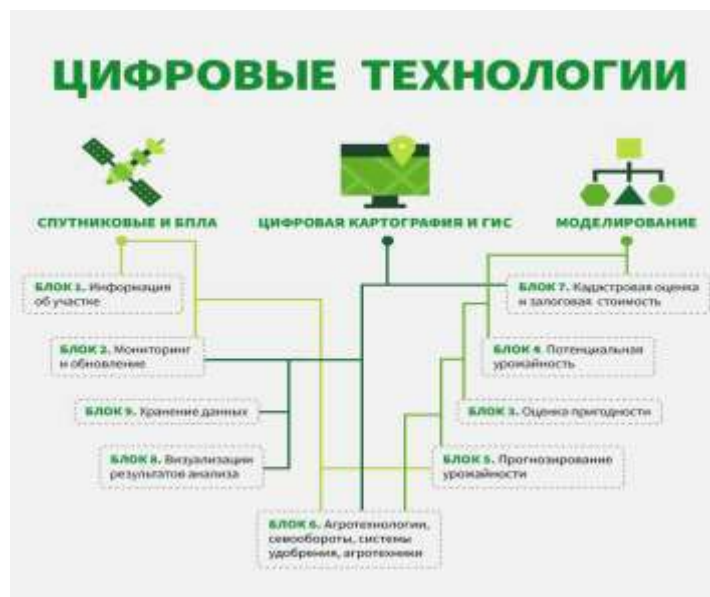 ЦИФРОВЫЕ ТЕХНОЛОГИИ
СПУТНИКОВЫЕ И БПЛА
ЦИФРОВАЯ КАРТОГРАФИЯ И ГИС
МОДЕЛИРОВАНИЕ
БЛОК 1. Информация
об участке
БЛОК 7. Кадастровая оценка
и залоговая стоимость
БЛОК 2. Мониторинг
и обновление
БЛОК 4. Потенциальная
урожайность
БЛОК 9. Хранение данных
БЛОК 3. Оценка пригодности
БЛОК 8. Визуализации
результатов анализа
БЛОК 5. Прогнозирование
урожайности
БЛОК 6. Агротехнологии,
севообороты, системы
удобрения, агротехники